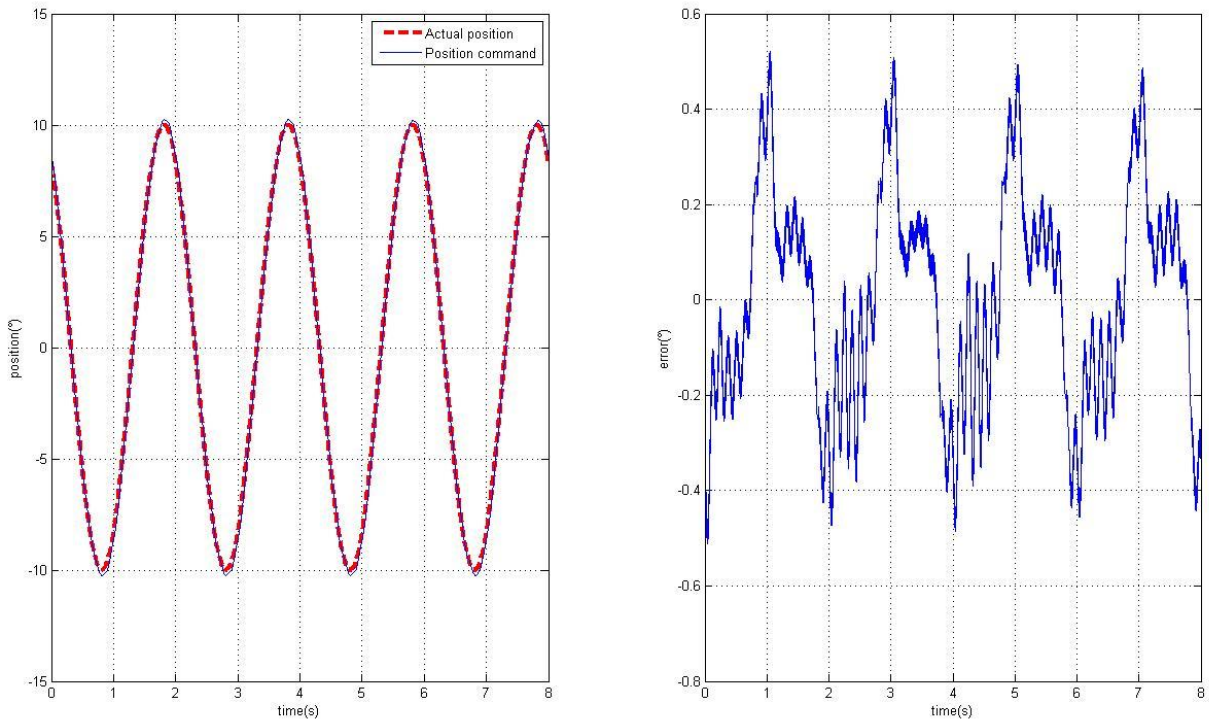 15
10
5
0
-5
-10
-15
position(°)
0 1 2 3 4 5 6 7 8
time(s)
Actual position
Position command
0.6
0.4
0.2
0
-0.2
-0.4
-0.6
-0.8
error(°)
0 1 2 3 4 5 6 7 8
time(s)